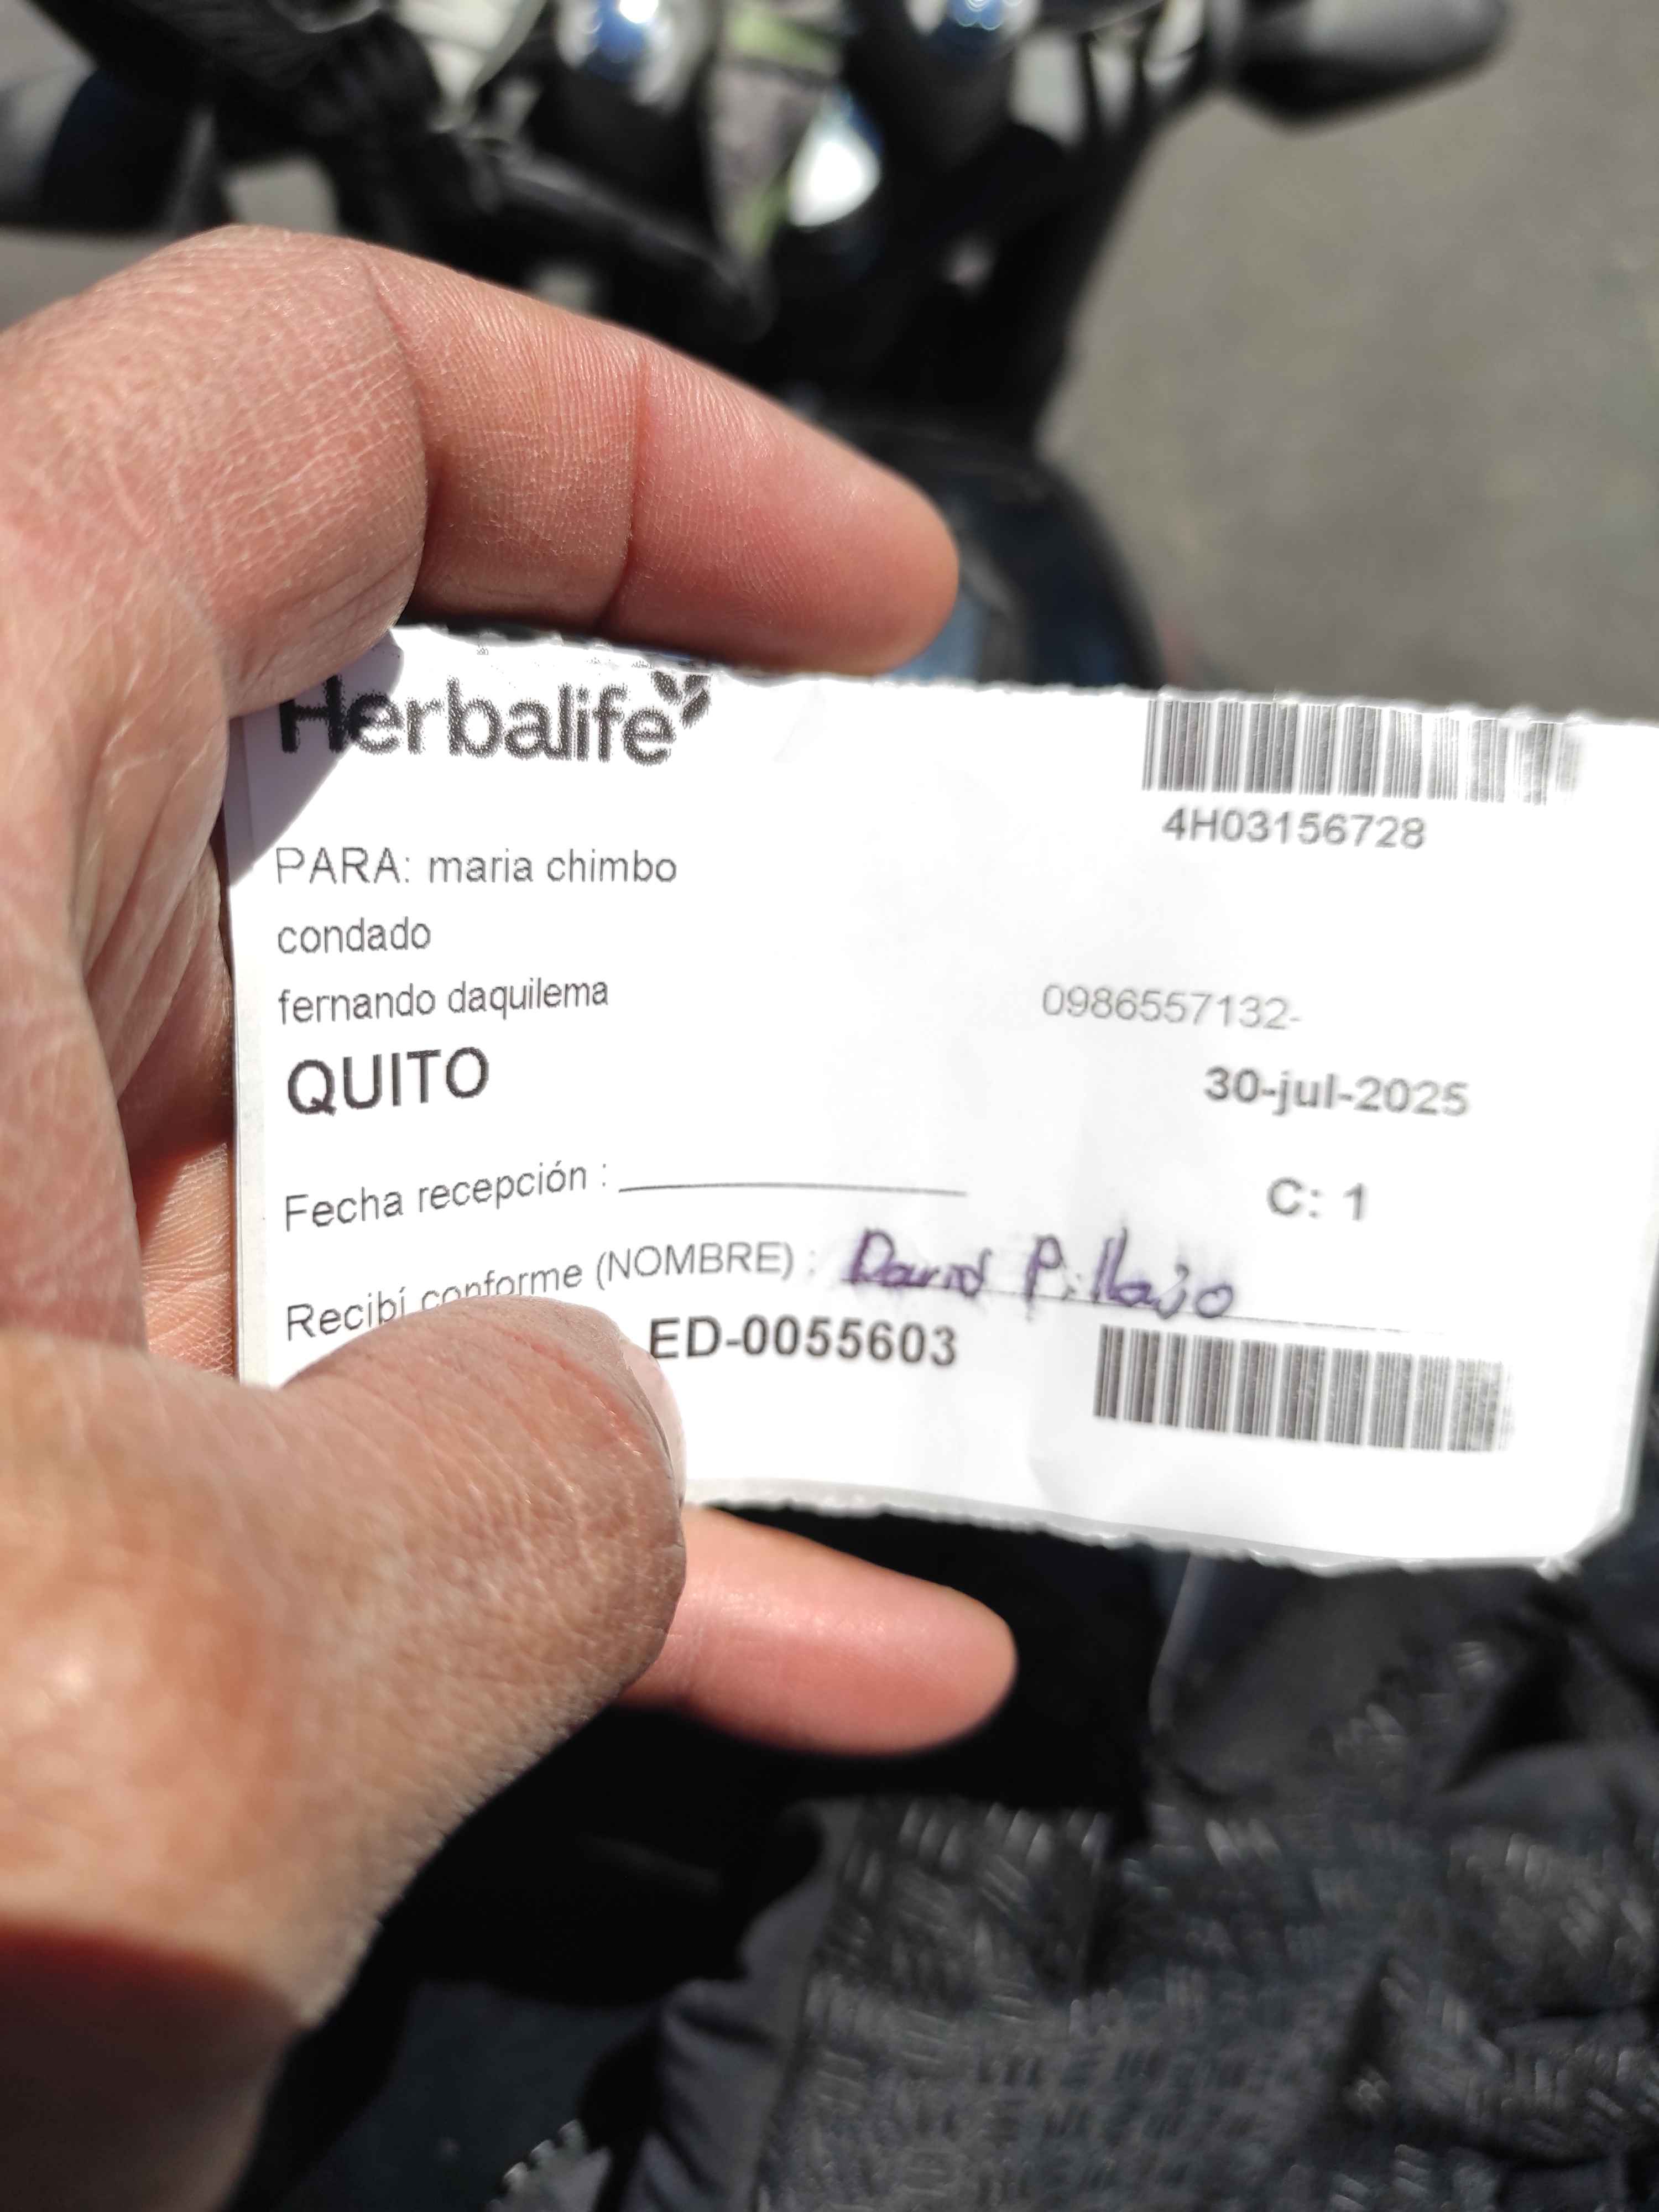 Herbalife
4H03156728
PARA: maria chimbo
condado
fernando daquilema
0986557132-
QUITO
30-jul-2025
Fecha recepción :
C: 1
Recibí conforme (NOMBRE) : David Pillajo
ED-0055603